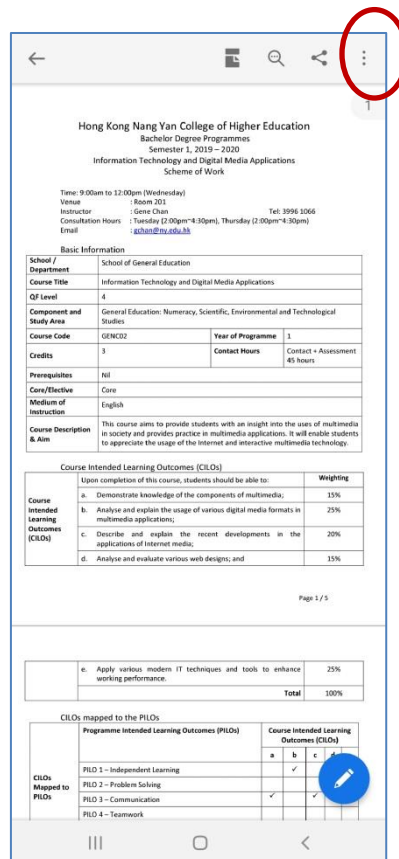 1
Hong Kong Nang Yan College of Higher Education
Bachelor Degree Programmes
Semester 1, 2019 – 2020
Information Technology and Digital Media Applications
Scheme of Work
Time: 9:00am to 12:00pm (Wednesday)
Venue : Room 201
Instructor : Gene Chan Tel: 3996 1066
Consultation Hours : Tuesday (2:00pm~4:30pm), Thursday (2:00pm~4:30pm)
Email : gchan@ny.edu.hk
Basic Information
School / Department School of General Education
Course Title Information Technology and Digital Media Applications
QF Level 4
Component and Study Area General Education: Numeracy, Scientific, Environmental and Technological Studies
Course Code GENC02 Year of Programme 1
Credits 3 Contact Hours Contact + Assessment 45 hours
Prerequisites Nil
Core/Elective Core
Medium of Instruction English
Course Description & Aim This course aims to provide students with an insight into the uses of multimedia
in society and provides practice in multimedia applications. It will enable students
to appreciate the usage of the Internet and interactive multimedia technology.
Course Intended Learning Outcomes (CILOs)
Course Intended Learning Outcomes (CILOs)
Upon completion of this course, students should be able to: Weighting
a. Demonstrate knowledge of the components of multimedia; 15%
b. Analyse and explain the usage of various digital media formats in
multimedia applications; 25%
c. Describe and explain the recent developments in the
applications of Internet media; 20%
d. Analyse and evaluate various web designs; and 15%
Page 1 / 5
e. Apply various modern IT techniques and tools to enhance
working performance. 25%
Total 100%
CILOs mapped to the PILOs
CILOs Mapped to PILOs
Programme Intended Learning Outcomes (PILOs) Course Intended Learning Outcomes (CILOs)
a b c d
PILO 1 – Independent Learning ✓
PILO 2 – Problem Solving
PILO 3 – Communication ✓ ✓
PILO 4 – Teamwork